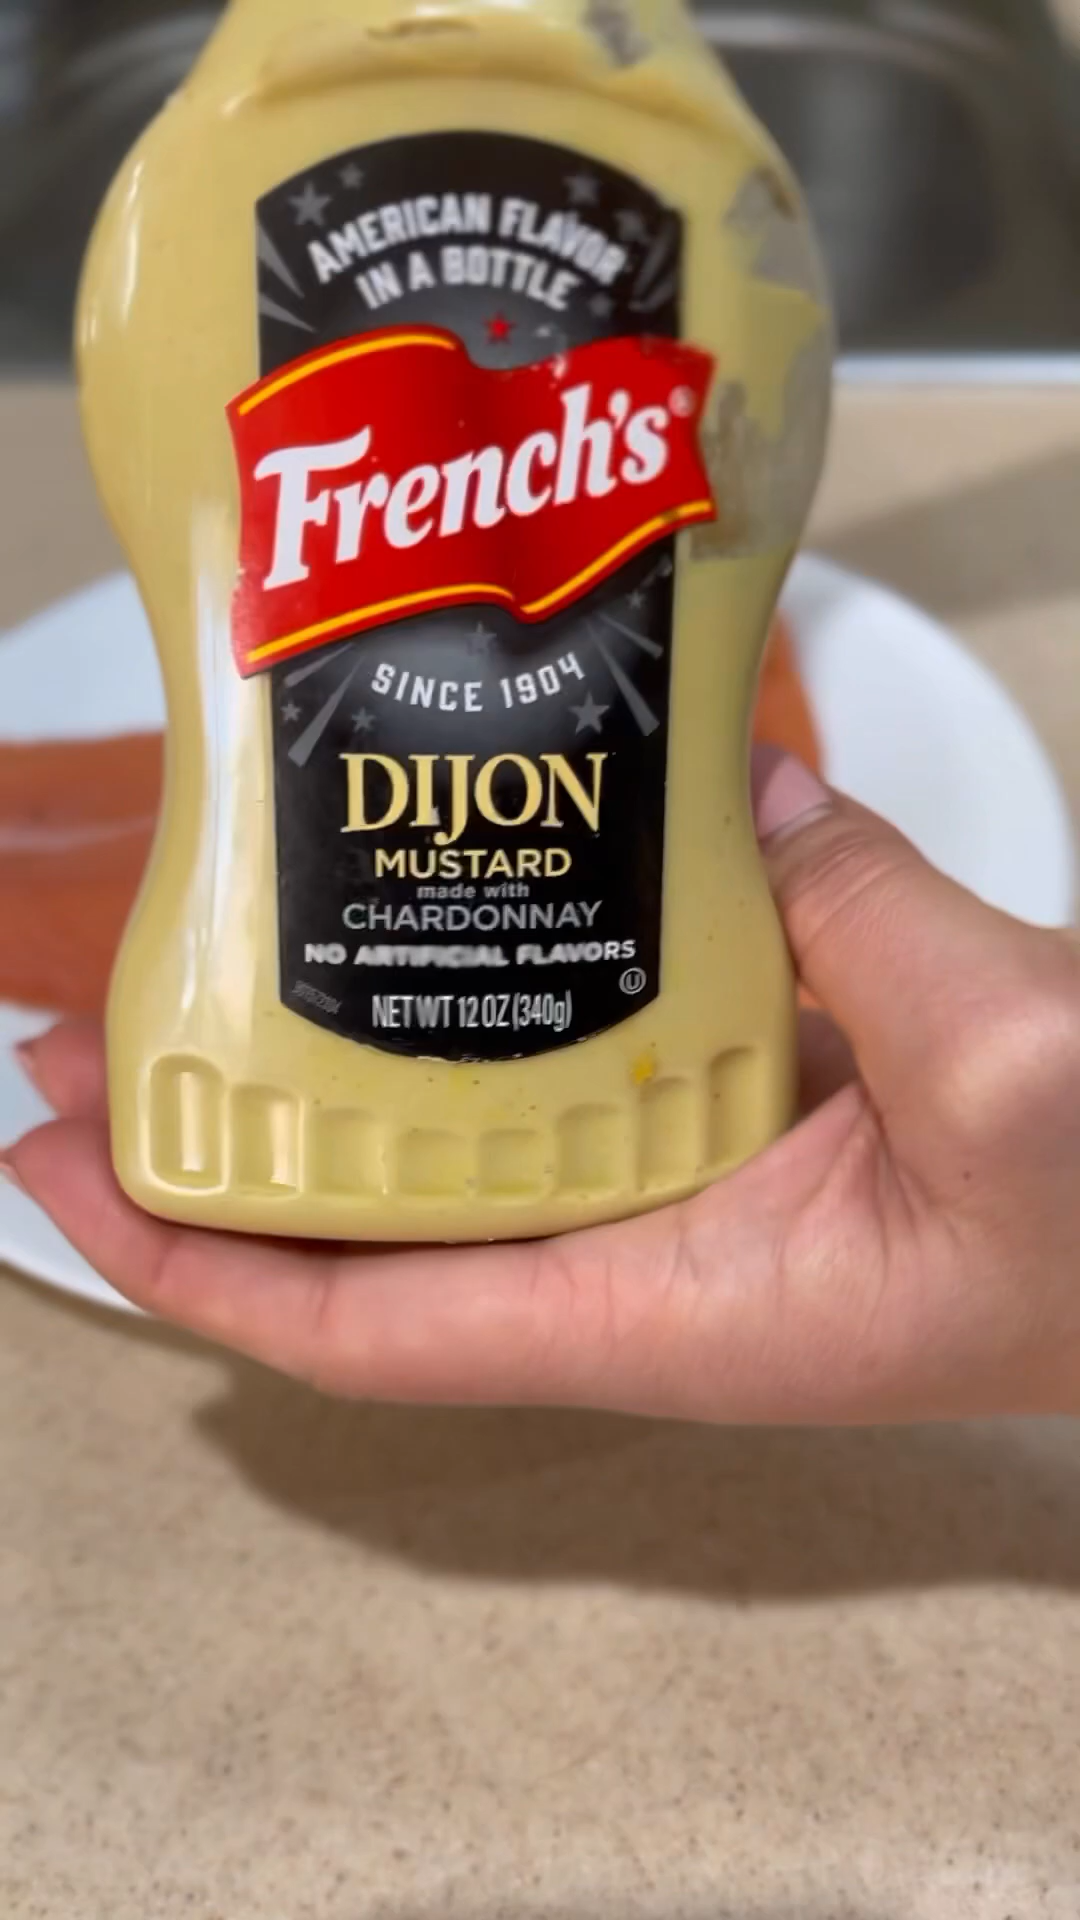 AMERICAN FLAVOR
IN A BOTTLE
French's®
SINCE 1904
DIJON
MUSTARD
made with
CHARDONNAY
NO ARTIFICIAL FLAVORS
U
NET WT 12 OZ (340g)